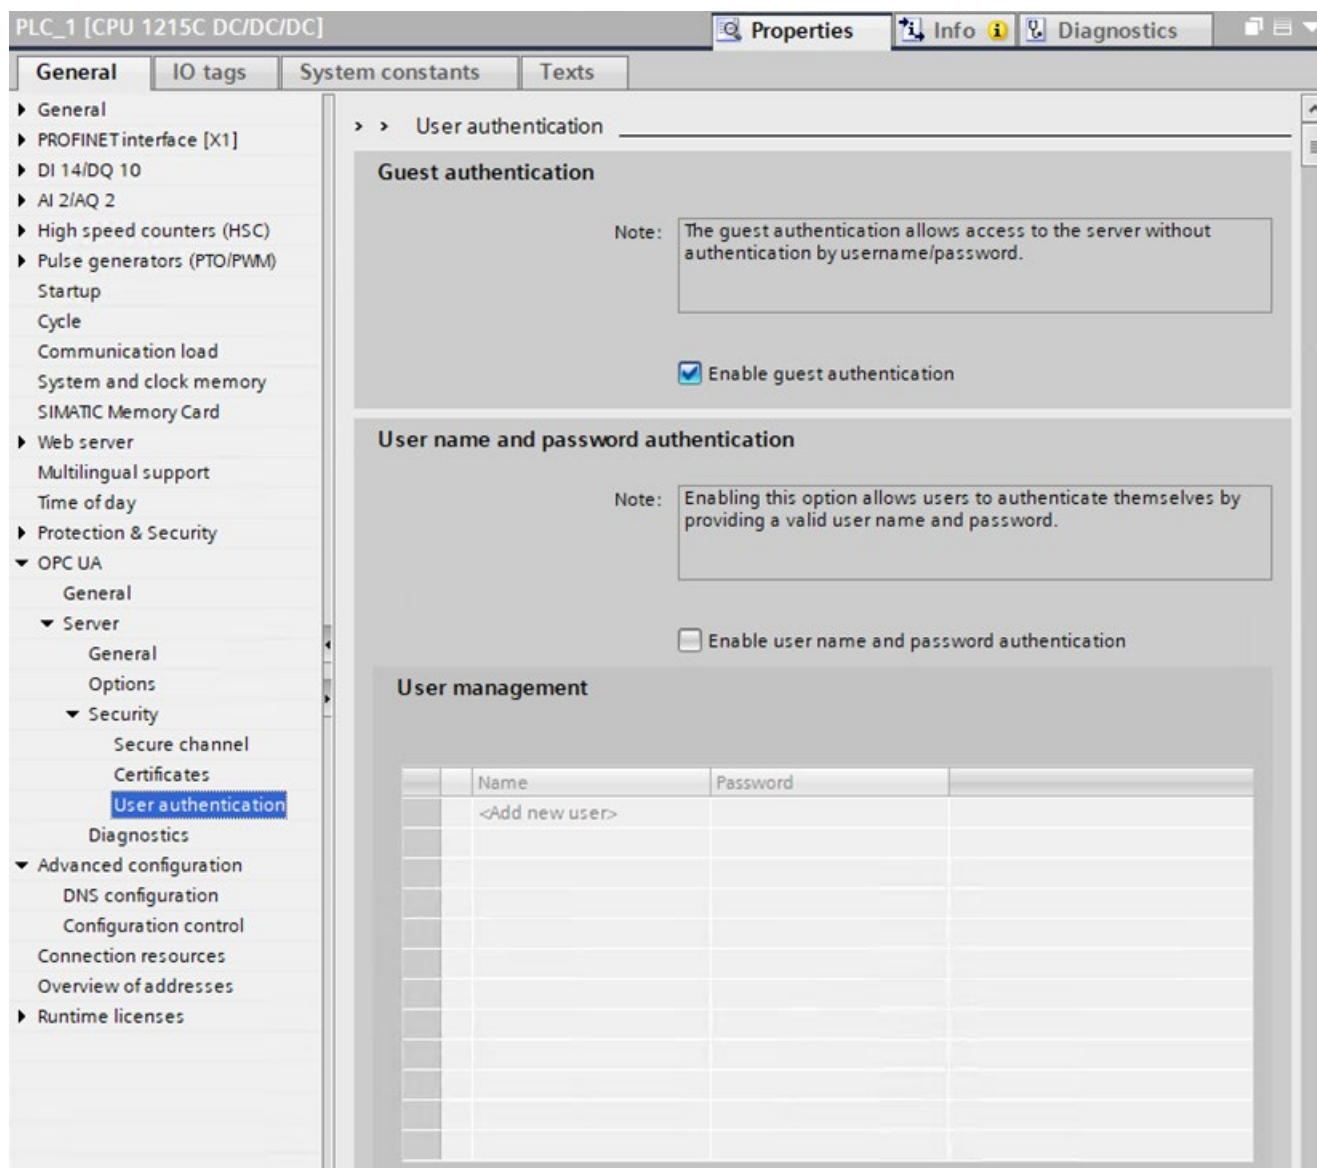 PLC_1 [CPU 1215C DC/DC/DC]
Properties
Info
Diagnostics
General
IO tags
System constants
Texts
General
PROFINET interface [X1]
DI 14/DQ 10
AI 2/AQ 2
High speed counters (HSC)
Pulse generators (PTO/PWM)
Startup
Cycle
Communication load
System and clock memory
SIMATIC Memory Card
Web server
Multilingual support
Time of day
Protection & Security
OPC UA
General
Server
General
Options
Security
Secure channel
Certificates
User authentication
Diagnostics
Advanced configuration
DNS configuration
Configuration control
Connection resources
Overview of addresses
Runtime licenses
> > User authentication
Guest authentication
Note: The guest authentication allows access to the server without
authentication by username/password.
Enable guest authentication
User name and password authentication
Note: Enabling this option allows users to authenticate themselves by
providing a valid user name and password.
Enable user name and password authentication
User management
Name Password
<Add new user>